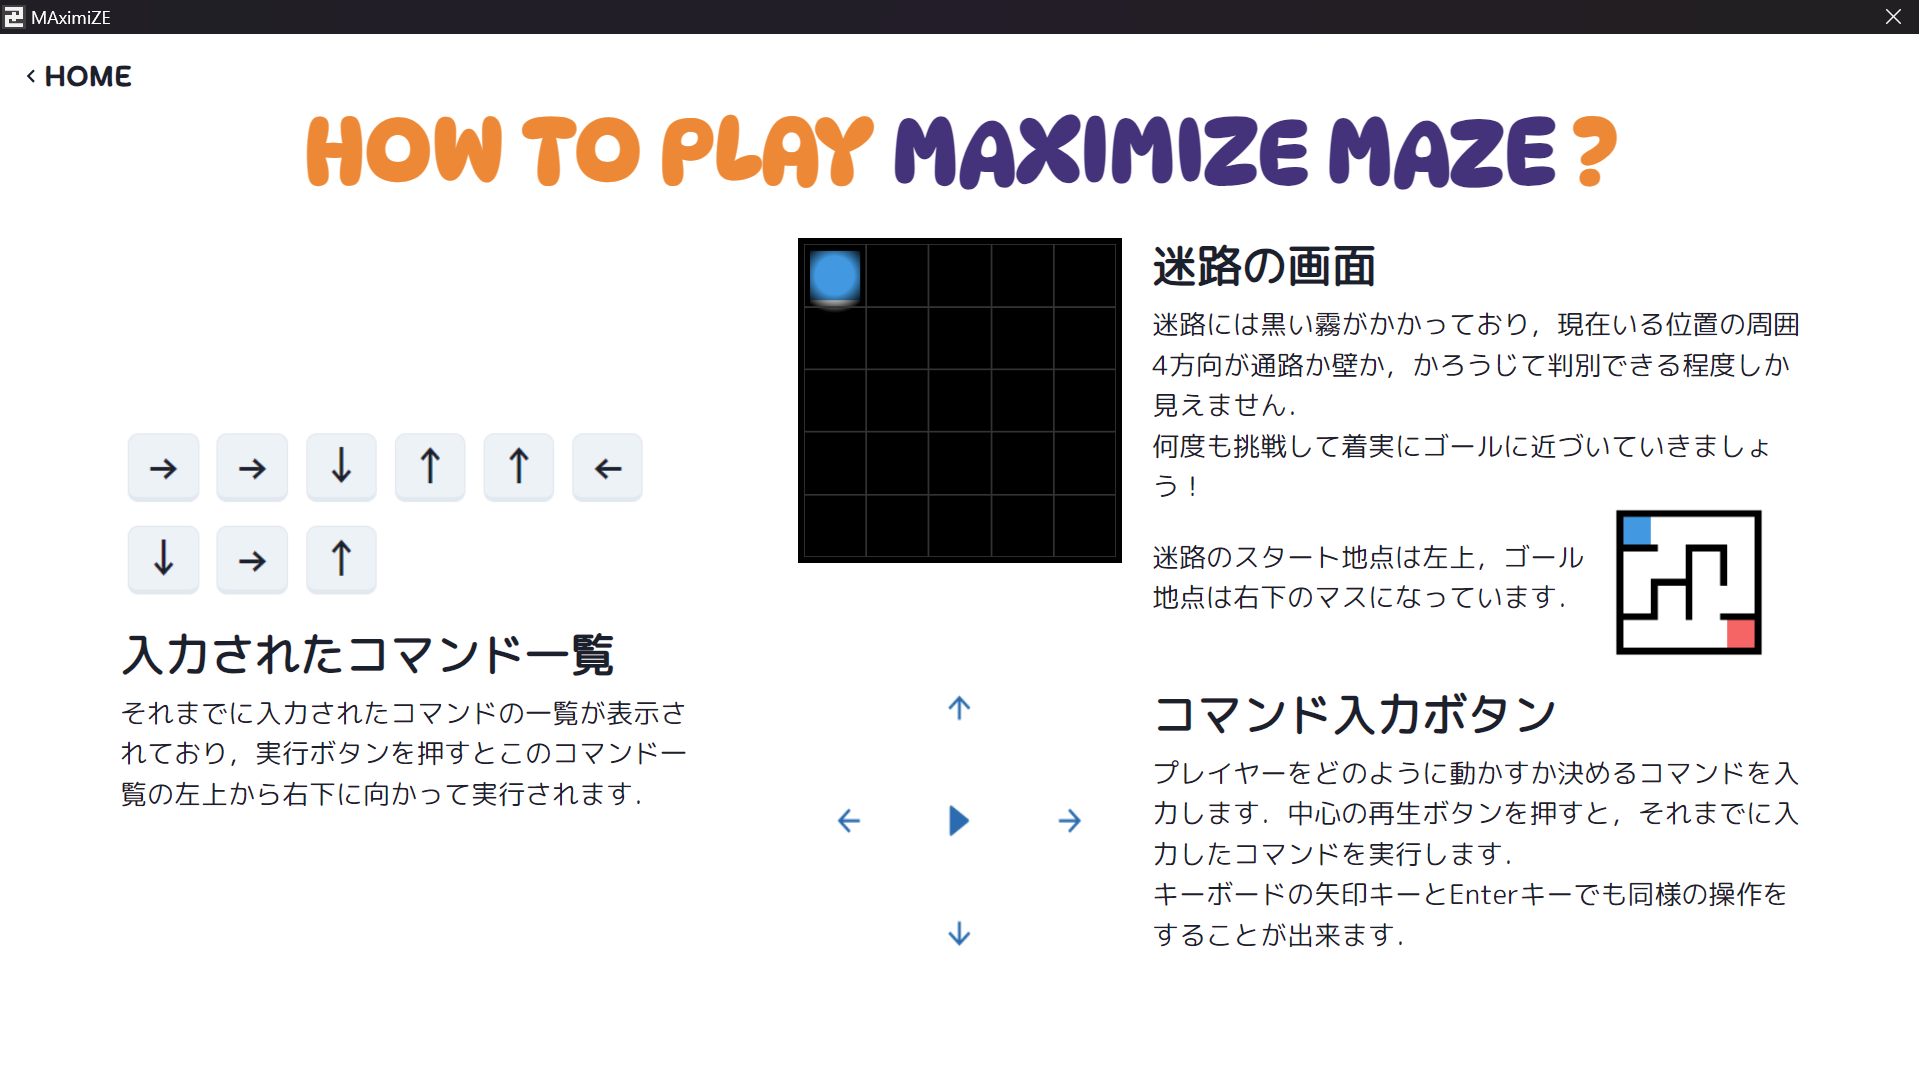 MAximiZE
‹ HOME
HOW TO PLAY MAXIMIZE MAZE ?
→ → ↓ ↑ ↑ ←
↓ → ↑
入力されたコマンド一覧
それまでに入力されたコマンドの一覧が表示さ
れており，実行ボタンを押すとこのコマンド一
覧の左上から右下に向かって実行されます．
迷路の画面
迷路には黒い霧がかかっており，現在いる位置の周囲
4方向が通路か壁か，かろうじて判別できる程度しか
見えません．
何度も挑戦して着実にゴールに近づいていきましょ
う！
迷路のスタート地点は左上，ゴール
地点は右下のマスになっています．
コマンド入力ボタン
プレイヤーをどのように動かすか決めるコマンドを入
力します．中心の再生ボタンを押すと，それまでに入
力したコマンドを実行します．
キーボードの矢印キーとEnterキーでも同様の操作を
することが出来ます．